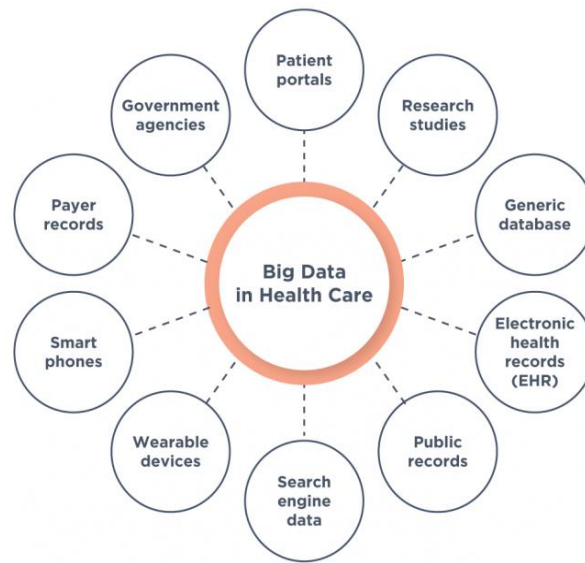 Big Data
in Health Care
Patient
portals
Research
studies
Generic
database
Electronic
health
records
(EHR)
Public
records
Search
engine
data
Wearable
devices
Smart
phones
Payer
records
Government
agencies